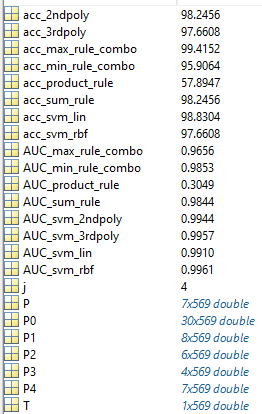 acc_2ndpoly 98.2456
acc_3rdpoly 97.6608
acc_max_rule_combo 99.4152
acc_min_rule_combo 95.9064
acc_product_rule 57.8947
acc_sum_rule 98.2456
acc_svm_lin 98.8304
acc_svm_rbf 97.6608
AUC_max_rule_combo 0.9656
AUC_min_rule_combo 0.9853
AUC_product_rule 0.3049
AUC_sum_rule 0.9844
AUC_svm_2ndpoly 0.9944
AUC_svm_3rdpoly 0.9957
AUC_svm_lin 0.9910
AUC_svm_rbf 0.9961
j 4
P 7x569 double
P0 30x569 double
P1 8x569 double
P2 6x569 double
P3 4x569 double
P4 7x569 double
T 1x569 double